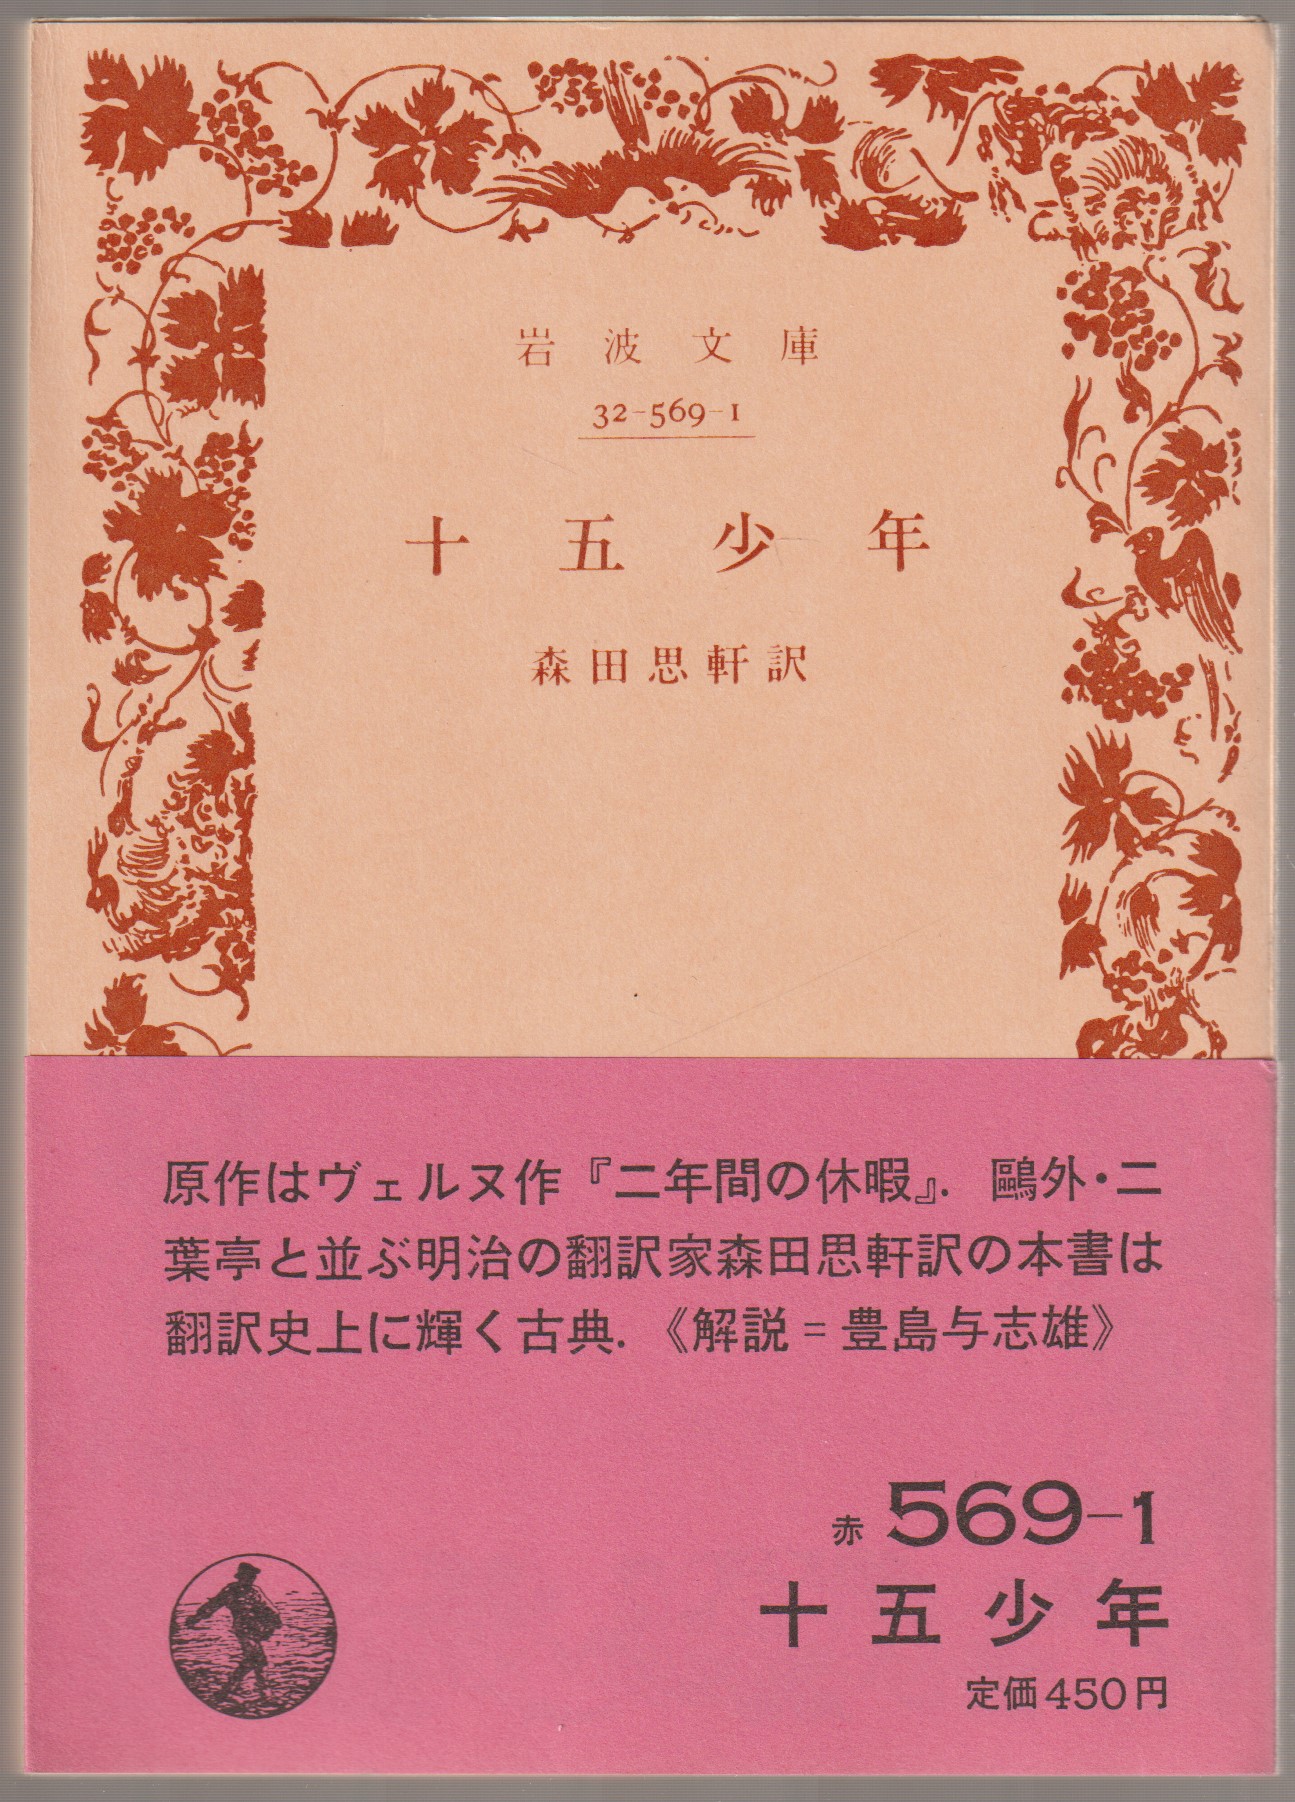 岩波文庫
32-569-1
十五少年
森田思軒訳
原作はヴェルヌ作『二年間の休暇』. 鷗外・二
葉亭と並ぶ明治の翻訳家森田思軒訳の本書は
翻訳史上に輝く古典. 《解説=豊島与志雄》
赤 569-1
十五少年
定価450円